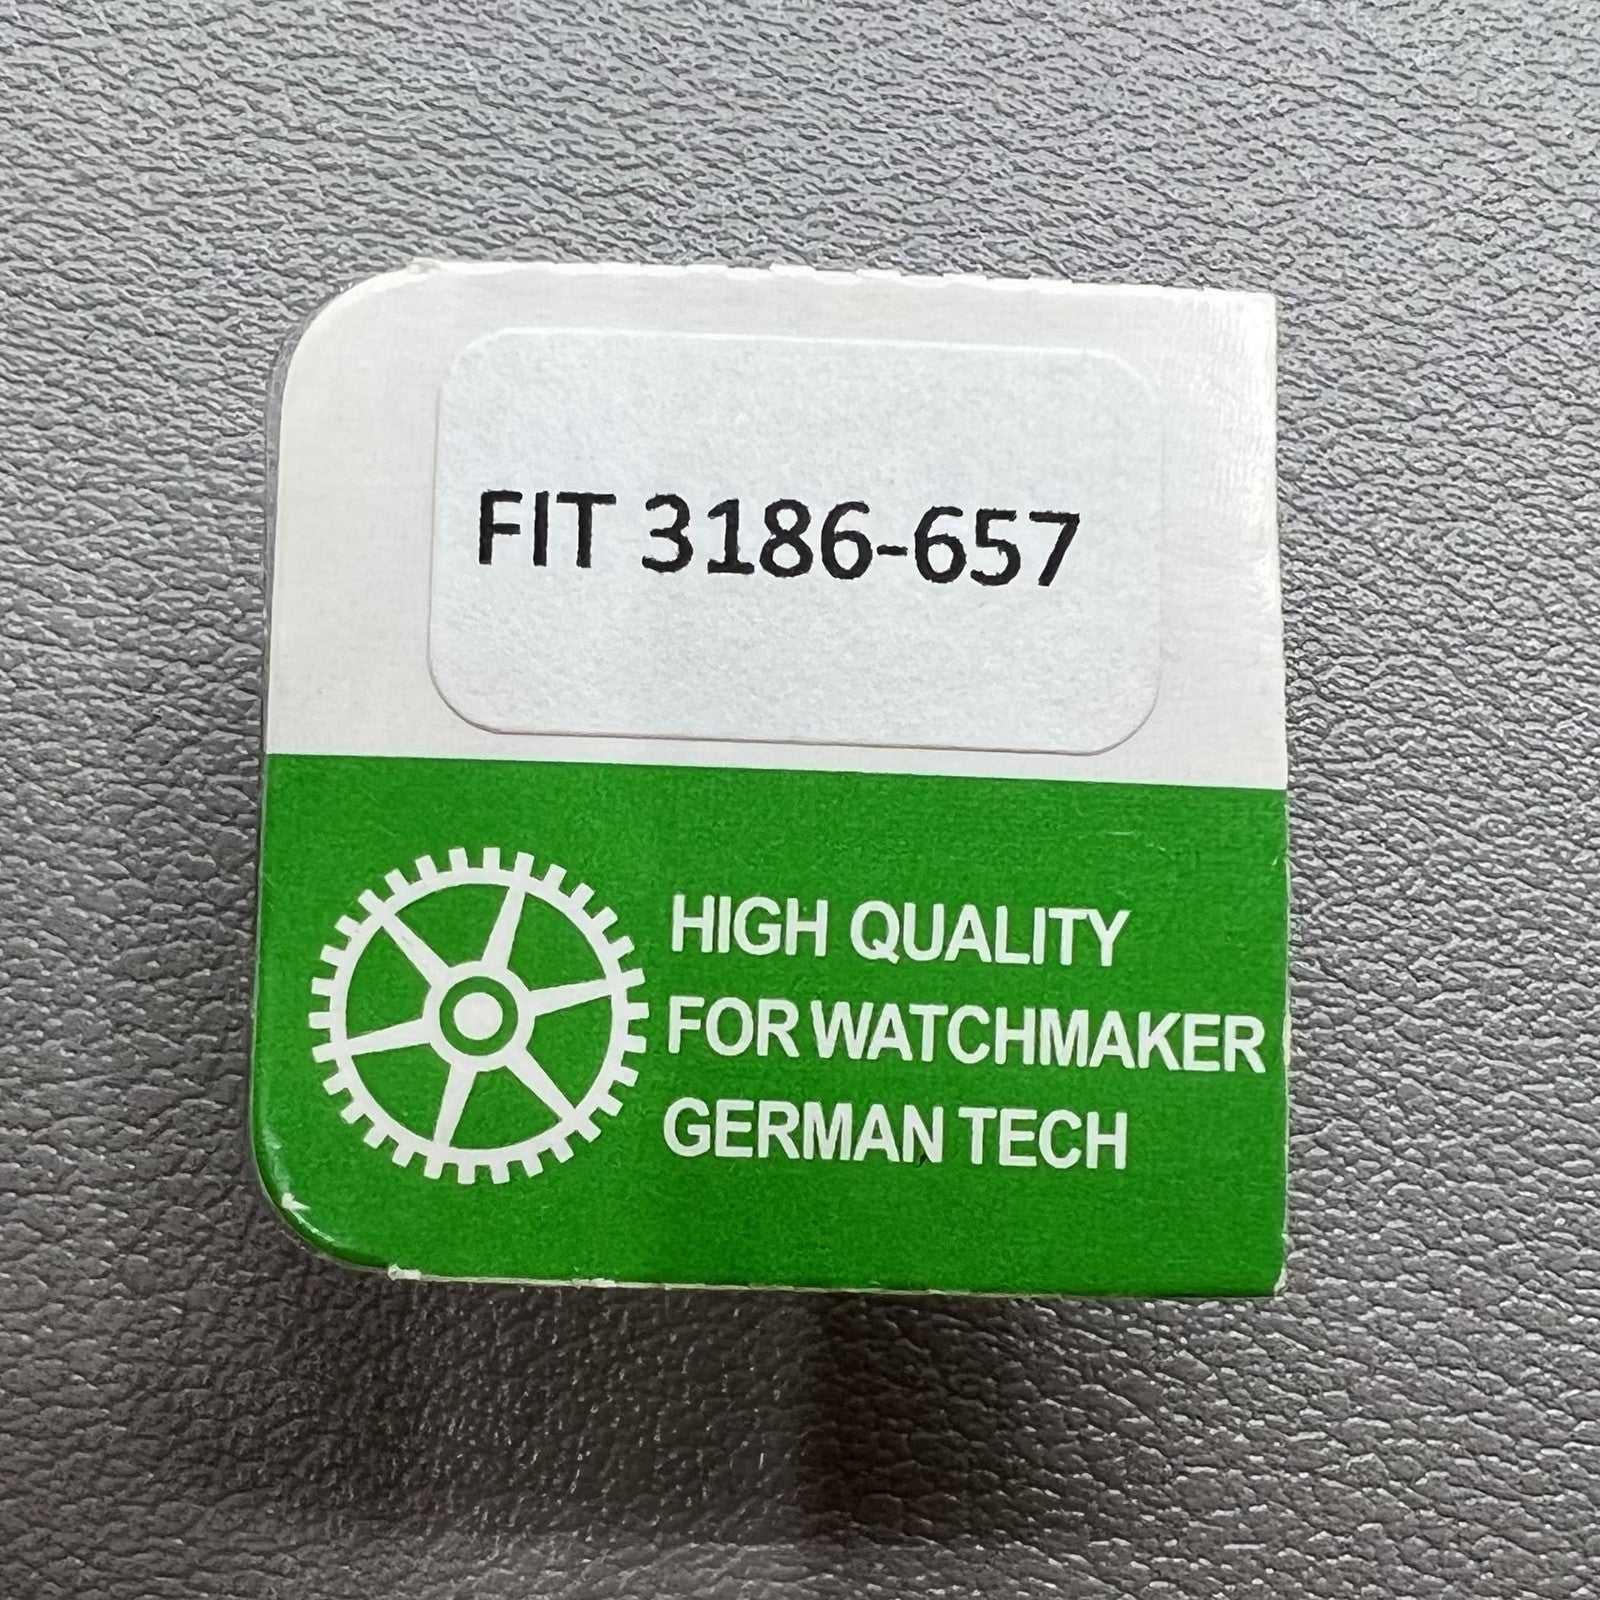 FIT 3186-657
HIGH QUALITY
FOR WATCHMAKER
GERMAN TECH